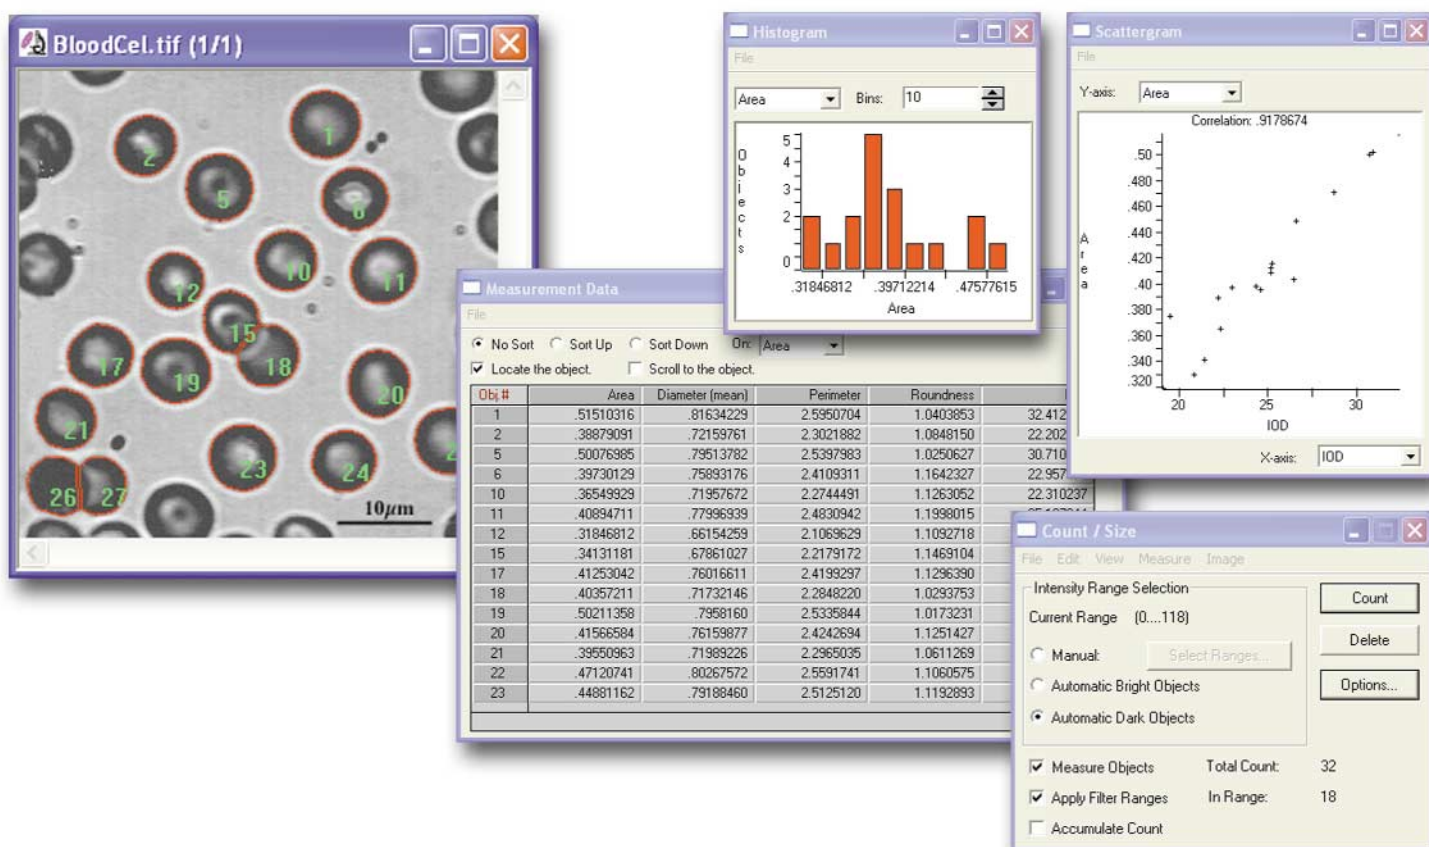 BloodCel.tif (1/1)
1
2
5
6
10
11
12
15
17
18
19
20
21
23
24
26
27
10µm
Histogram
File
Area Bins: 10
Objects
5
4
3
2
0
.31846812 .39712214 .47577615
Area
Scattergram
File
Y-axis: Area
Correlation: .9178674
.50
.480
.460
.440
.420
.40
.380
.360
.340
.320
Area
20 25 30
IOD
X-axis: IOD
Measurement Data
File
No Sort Sort Up Sort Down On: Area
Locate the object. Scroll to the object.
Obj.# Area Diameter (mean) Perimeter Roundness
1 .51510316 .81634229 2.5950704 1.0403853 32.412
2 .38879091 .72159761 2.3021882 1.0848150 22.202
5 .50076985 .79513782 2.5397983 1.0250627 30.710
6 .39730129 .75893176 2.4109311 1.1642327 22.957
10 .36549929 .71957672 2.2744491 1.1263052 22.310237
11 .40894711 .77996939 2.4830942 1.1998015
12 .31846812 .66154259 2.1069629 1.1092718
15 .34131181 .67861027 2.2179172 1.1469104
17 .41253042 .76016611 2.4199297 1.1296390
18 .40357211 .71732146 2.2848220 1.0293753
19 .50211358 .7958160 2.5335844 1.0173231
20 .41566584 .76159877 2.4242694 1.1251427
21 .39550963 .71989226 2.2965035 1.0611269
22 .47120741 .80267572 2.5591741 1.1060575
23 .44881162 .79188460 2.5125120 1.1192893
Count / Size
File Edit View Measure Image
Intensity Range Selection
Current Range (0....118)
Manual: Select Ranges...
Automatic Bright Objects
Automatic Dark Objects
Count
Delete
Options...
Measure Objects Total Count: 32
Apply Filter Ranges In Range: 18
Accumulate Count